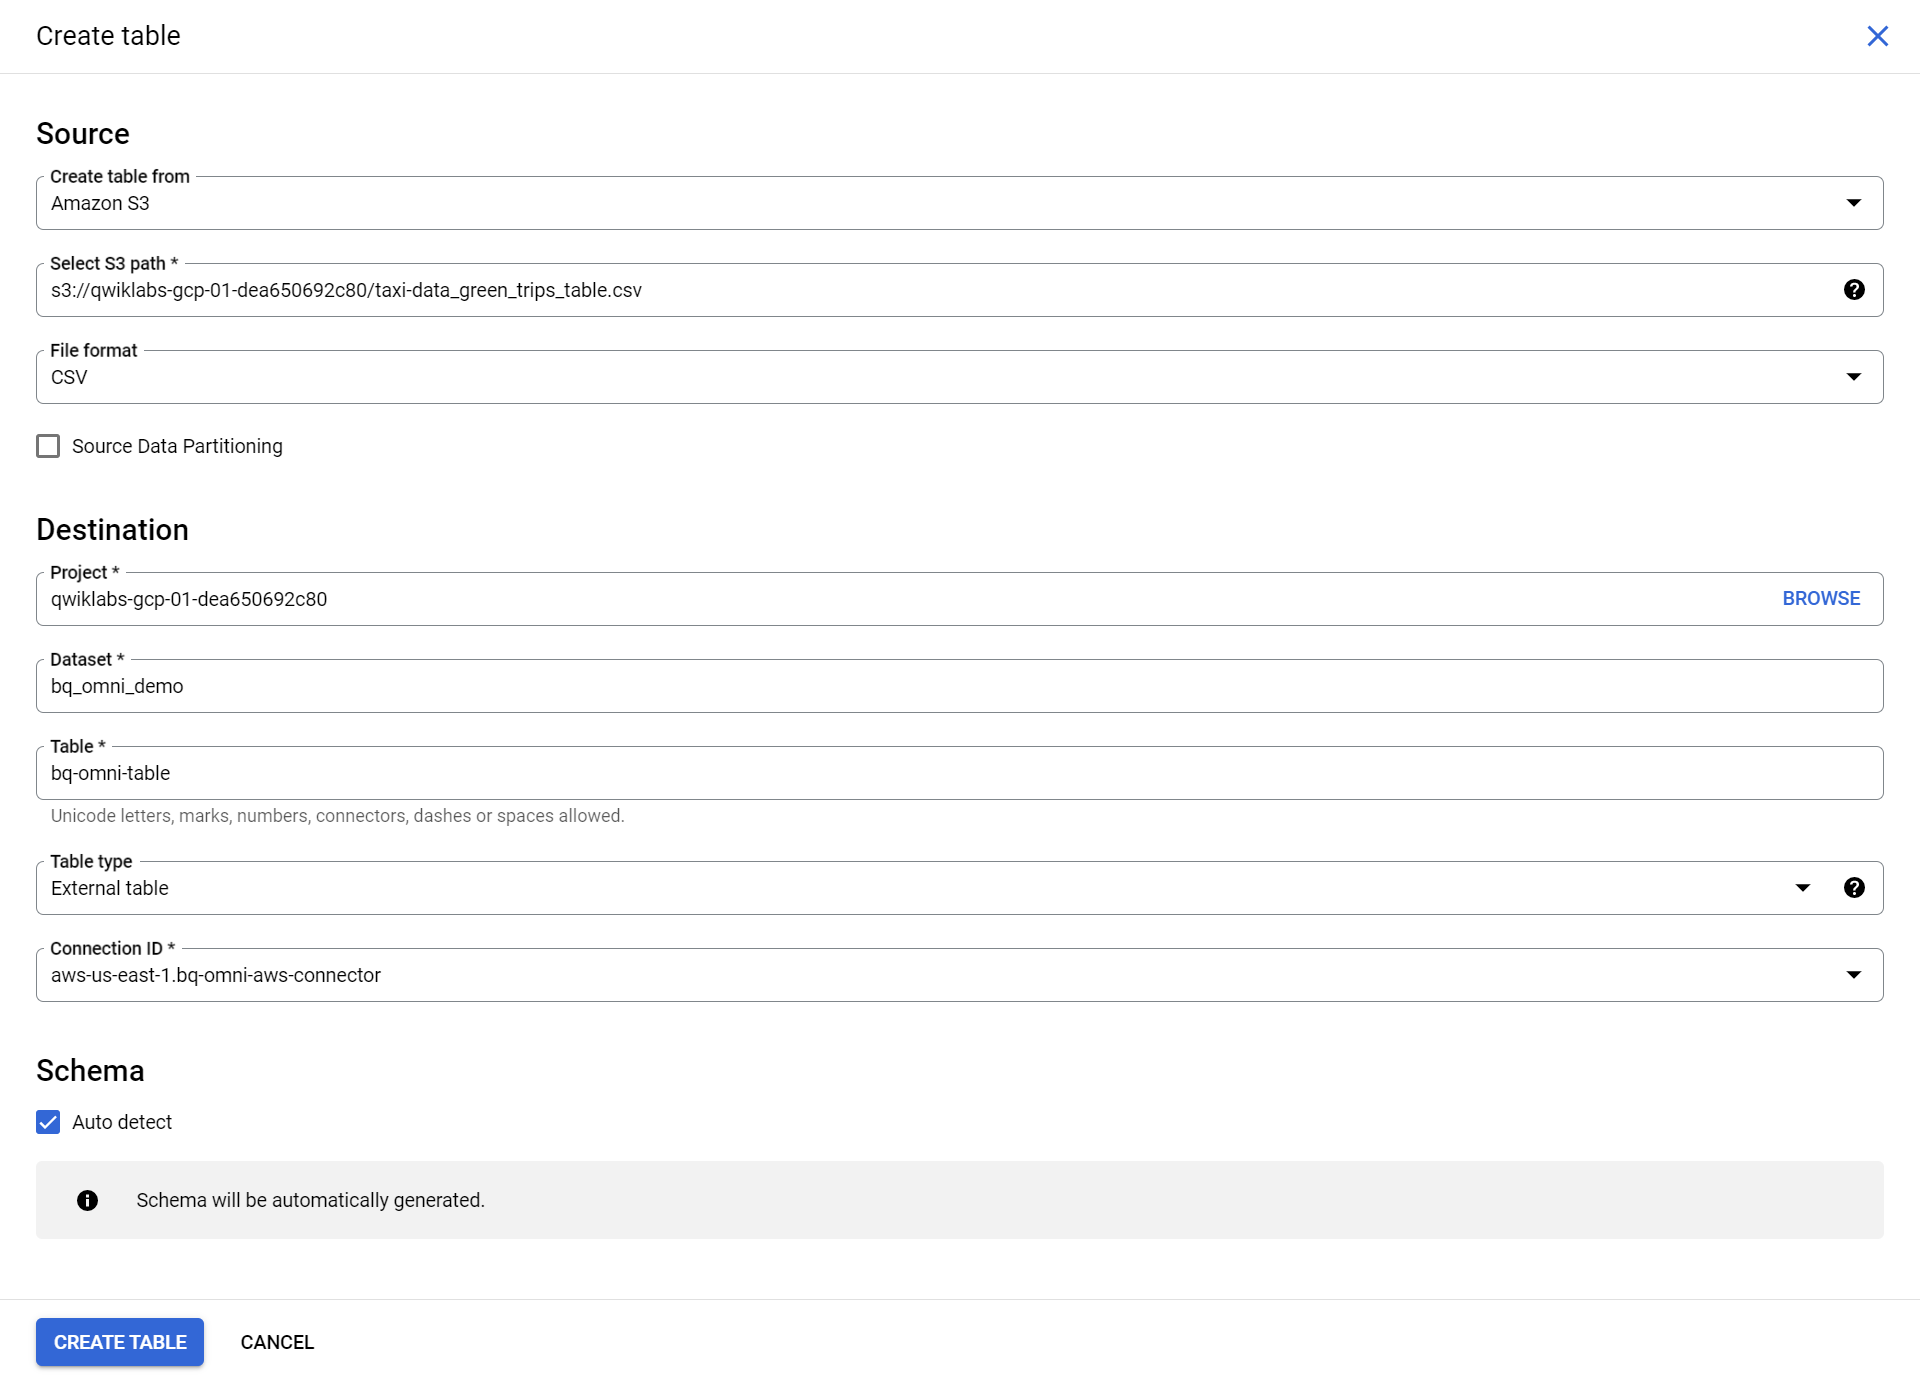 Create table
Source
Create table from
Amazon S3
Select S3 path *
s3://qwiklabs-gcp-01-dea650692c80/taxi-data_green_trips_table.csv
File format
CSV
Source Data Partitioning
Destination
Project *
qwiklabs-gcp-01-dea650692c80
BROWSE
Dataset *
bq_omni_demo
Table *
bq-omni-table
Unicode letters, marks, numbers, connectors, dashes or spaces allowed.
Table type
External table
Connection ID *
aws-us-east-1.bq-omni-aws-connector
Schema
Auto detect
Schema will be automatically generated.
CREATE TABLE
CANCEL